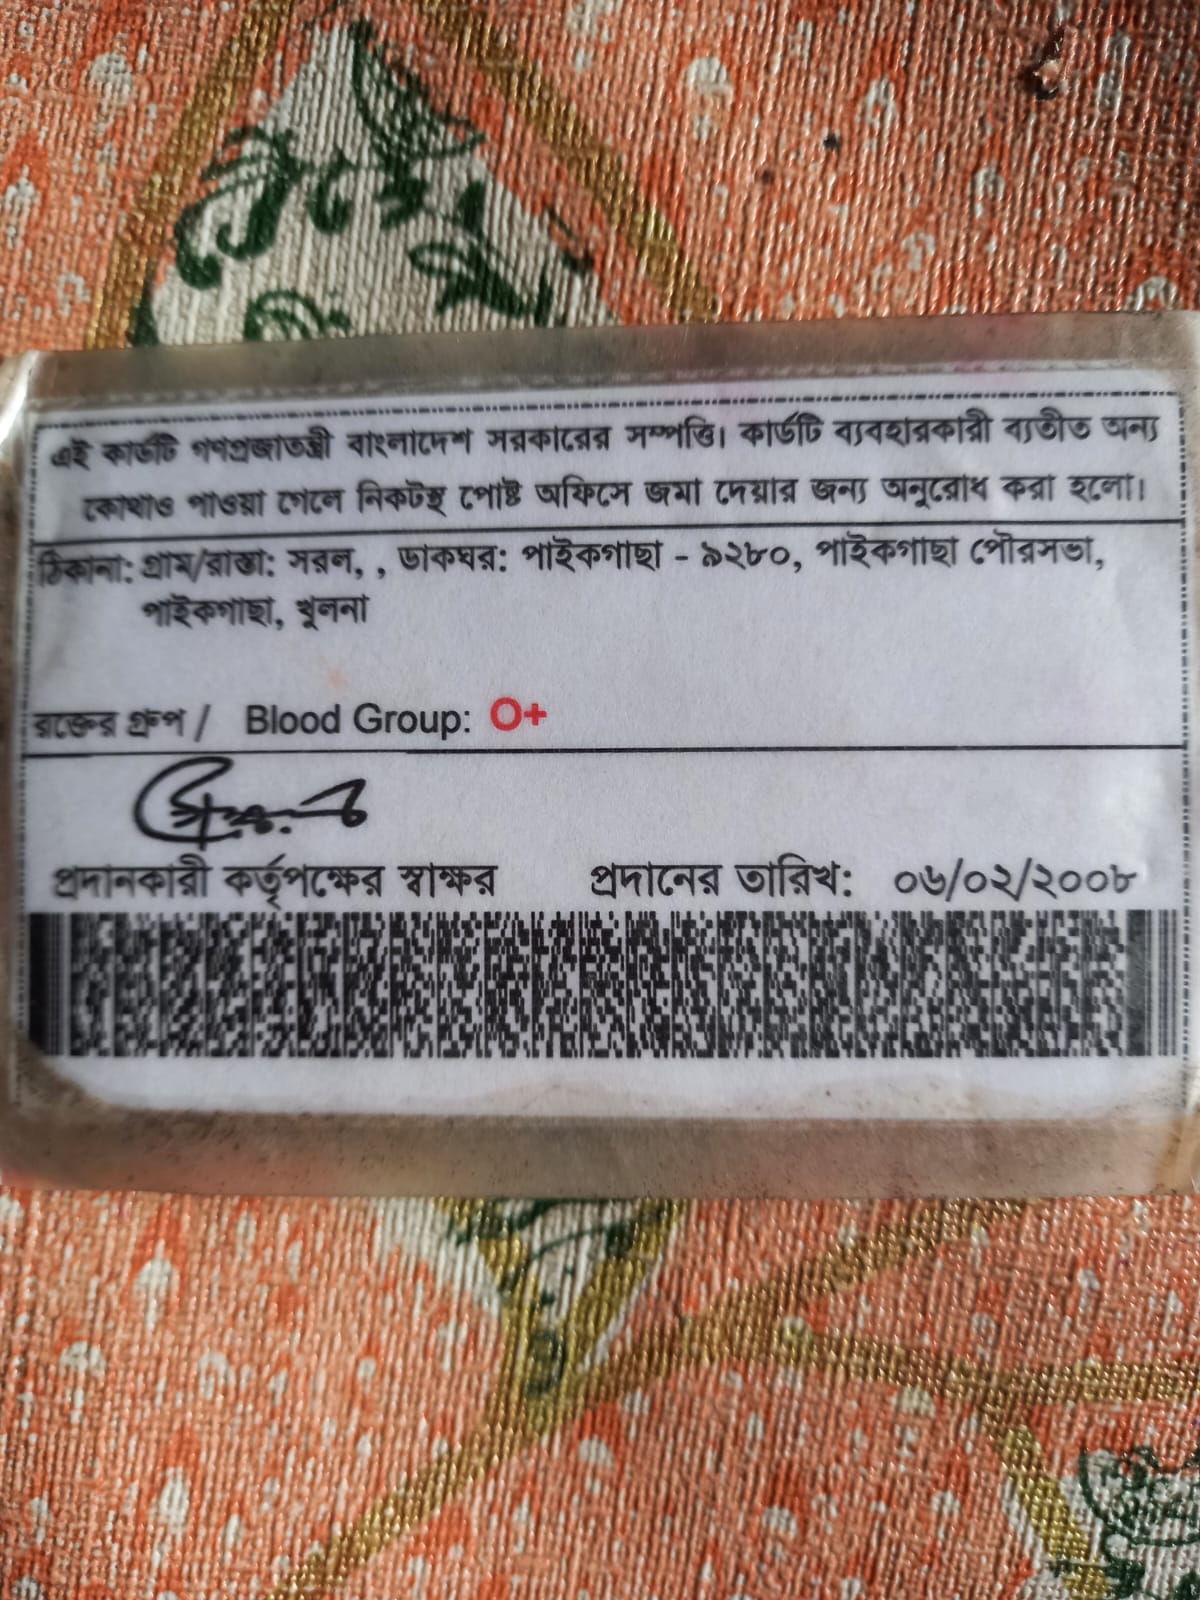 এই কার্ডটি গণপ্রজাতন্ত্রী বাংলাদেশ সরকারের সম্পত্তি। কার্ডটি ব্যবহারকারী ব্যতীত অন্য
কোথাও পাওয়া গেলে নিকটস্থ পোষ্ট অফিসে জমা দেয়ার জন্য অনুরোধ করা হলো।
ঠিকানা: গ্রাম/রাস্তা: সরল, , ডাকঘর: পাইকগাছা - ৯২৮০, পাইকগাছা পৌরসভা,
পাইকগাছা, খুলনা
রক্তের গ্রুপ / Blood Group: O+
প্রদানকারী কর্তৃপক্ষের স্বাক্ষর প্রদানের তারিখ: ০৬/০২/২০০৮